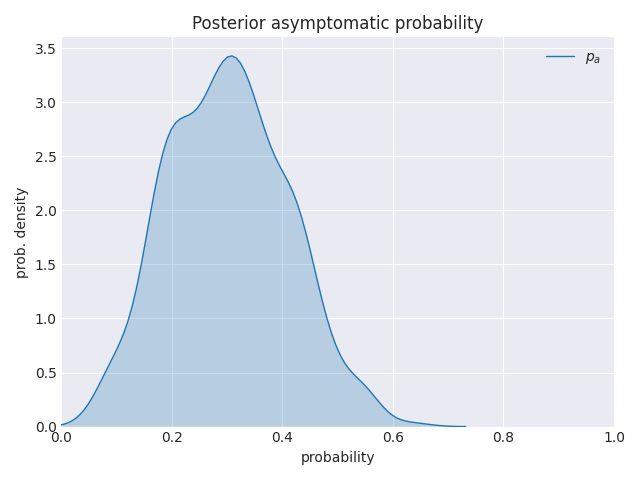 Posterior asymptomatic probability
3.5
3.0
2.5
2.0
1.5
1.0
0.5
0.0
prob. density
pₐ
0.0 0.2 0.4 0.6 0.8 1.0
probability